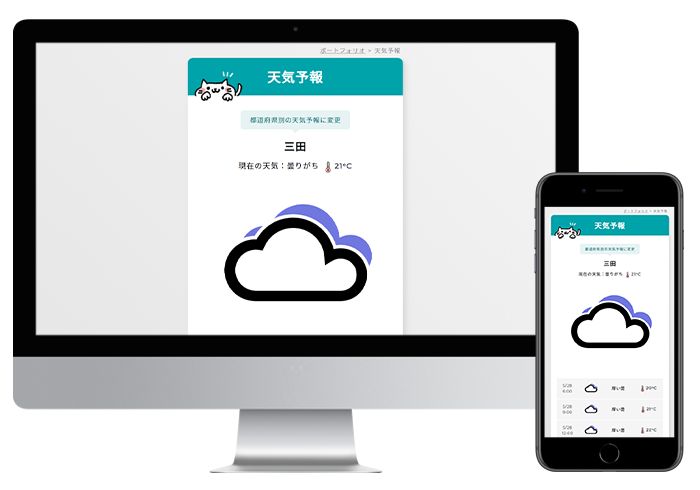 ポートフォリオ > 天気予報
天気予報
都道府県別の天気予報に変更
三田
現在の天気：曇りがち 21°C
ポートフォリオ > 天気予報
天気予報
都道府県別の天気予報に変更
三田
現在の天気：曇りがち 21°C
5/28 6:00 厚い雲 20°C
5/28 9:00 厚い雲 21°C
5/28 12:00 厚い雲 22°C